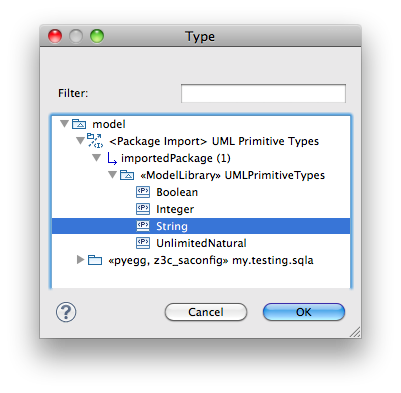 Type
Filter:
model
<Package Import> UML Primitive Types
importedPackage (1)
«ModelLibrary» UMLPrimitiveTypes
<P> Boolean
<P> Integer
<P> String
<P> UnlimitedNatural
«pyegg, z3c_saconfig» my.testing.sqla
? Cancel OK